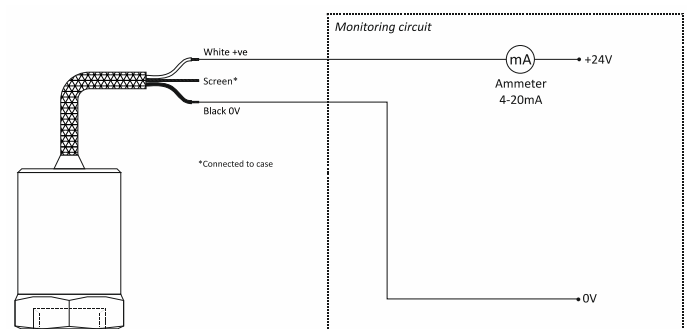 Monitoring circuit
White +ve
mA
+24V
Screen*
Ammeter
4-20mA
Black 0V
*Connected to case
0V